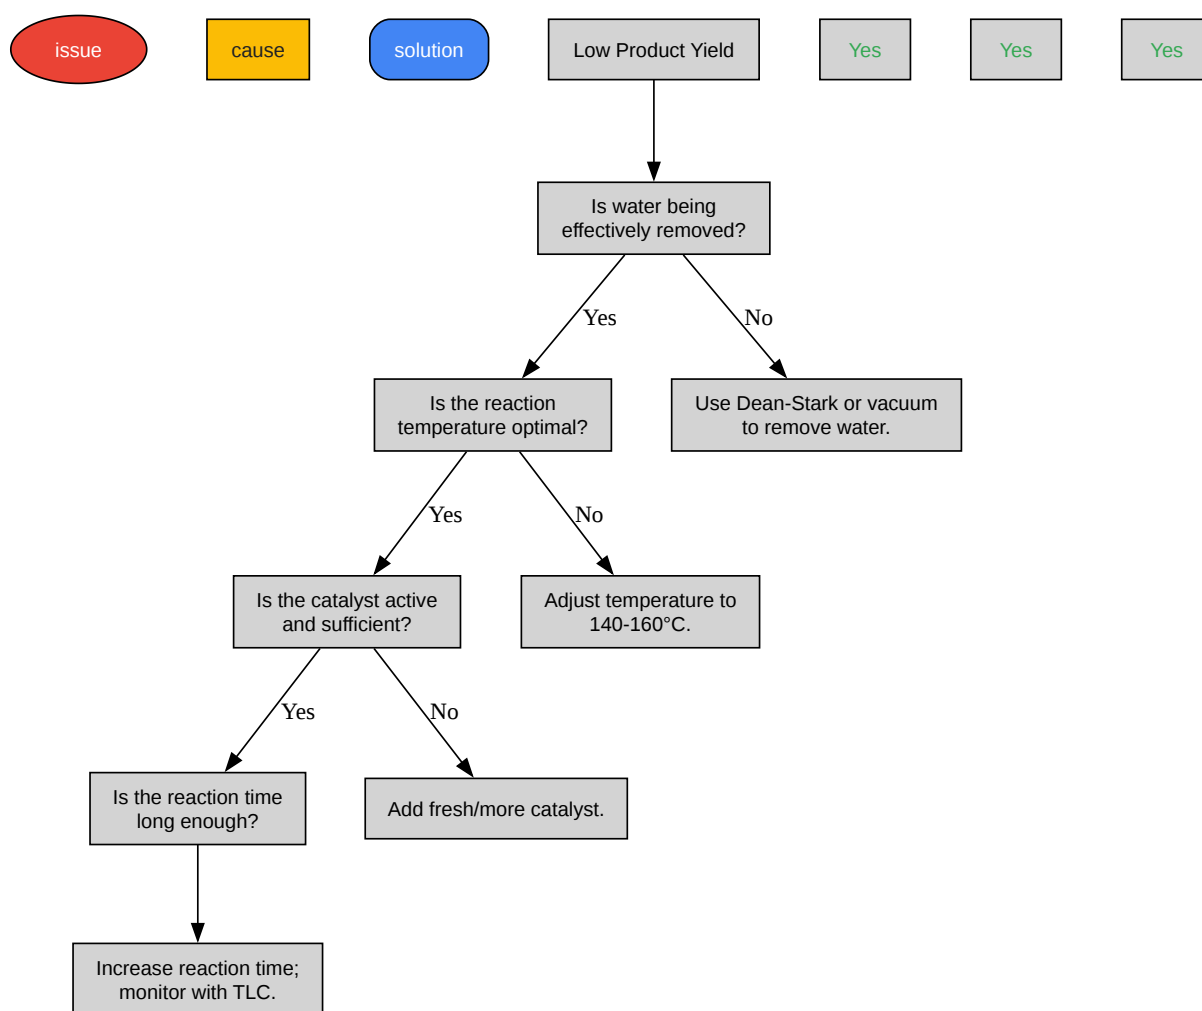 issue
cause
solution
Low Product Yield
Yes
Yes
Yes
Is water being
effectively removed?
Yes
No
Is the reaction
temperature optimal?
Use Dean-Stark or vacuum
to remove water.
Yes
No
Is the catalyst active
and sufficient?
Adjust temperature to
140-160°C.
Yes
No
Is the reaction time
long enough?
Add fresh/more catalyst.
Increase reaction time;
monitor with TLC.